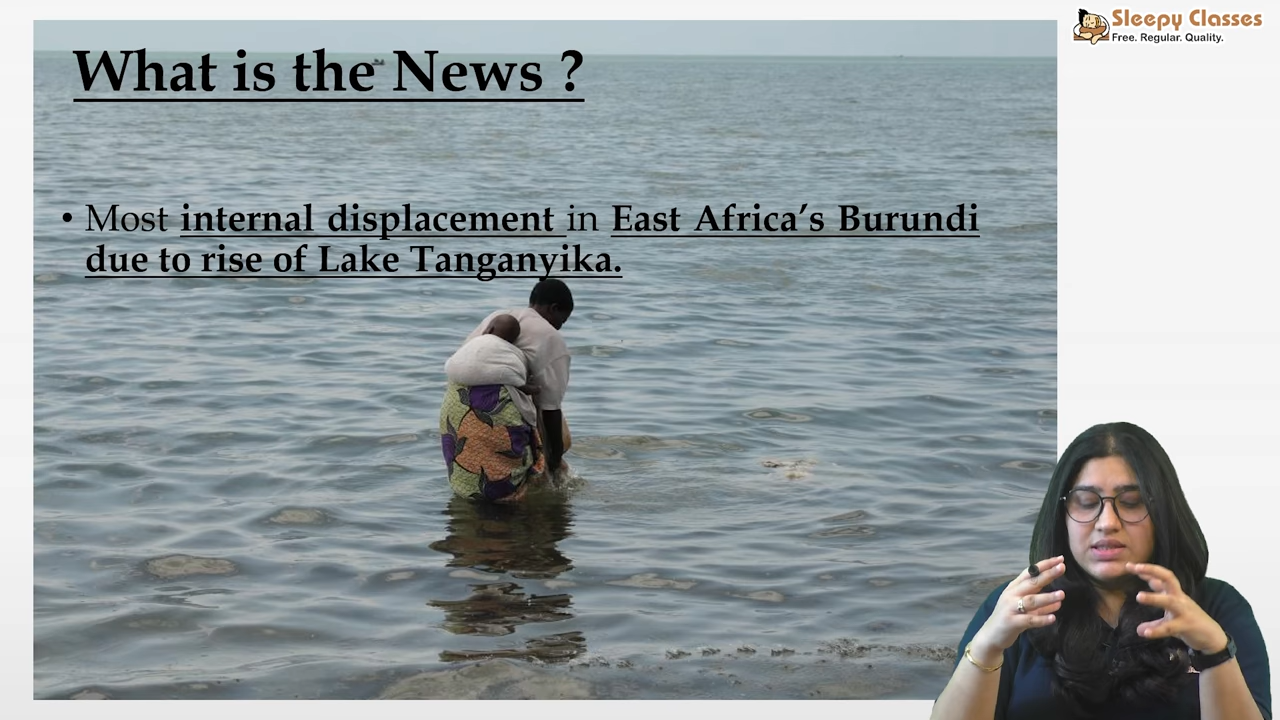 Sleepy Classes
Free. Regular. Quality.
What is the News ?
• Most internal displacement in East Africa’s Burundi
due to rise of Lake Tanganyika.